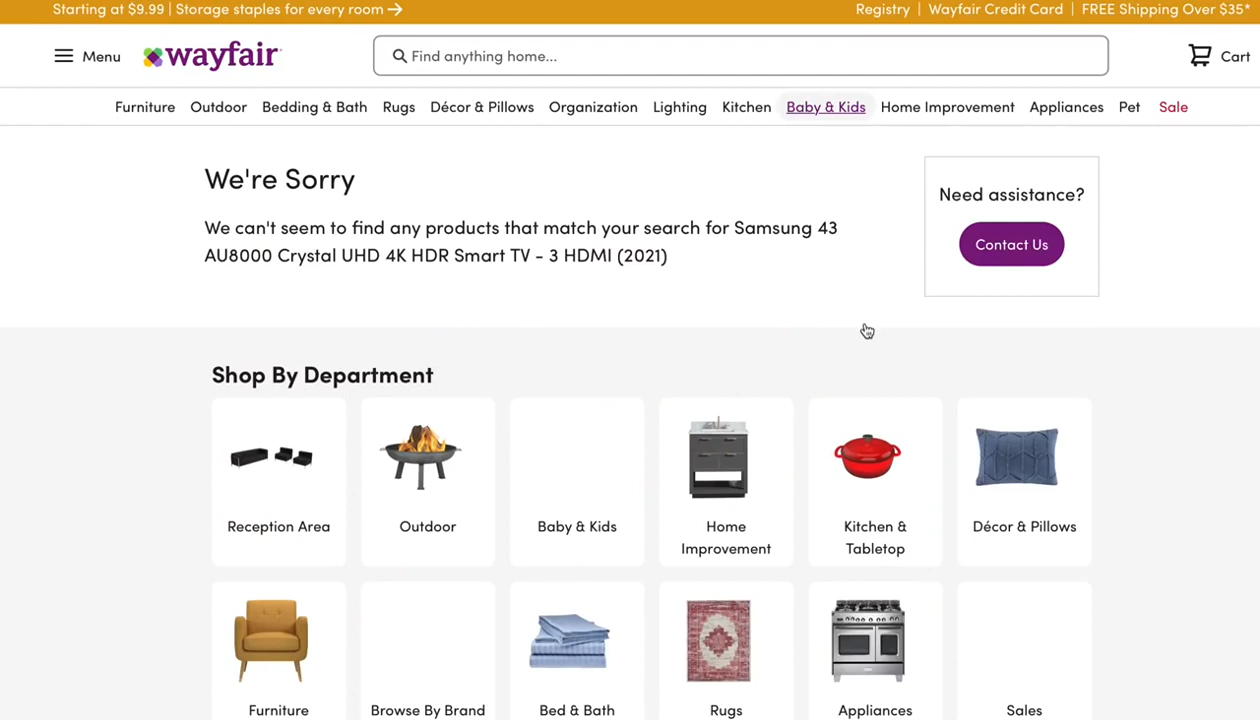 Starting at $9.99 | Storage staples for every room →
Registry | Wayfair Credit Card | FREE Shipping Over $35*
Menu
wayfair
Find anything home...
Cart
Furniture Outdoor Bedding & Bath Rugs Décor & Pillows Organization Lighting Kitchen Baby & Kids Home Improvement Appliances Pet Sale
We're Sorry
We can't seem to find any products that match your search for Samsung 43
AU8000 Crystal UHD 4K HDR Smart TV - 3 HDMI (2021)
Need assistance?
Contact Us
Shop By Department
Reception Area
Outdoor
Baby & Kids
Home
Improvement
Kitchen &
Tabletop
Décor & Pillows
Furniture
Browse By Brand
Bed & Bath
Rugs
Appliances
Sales